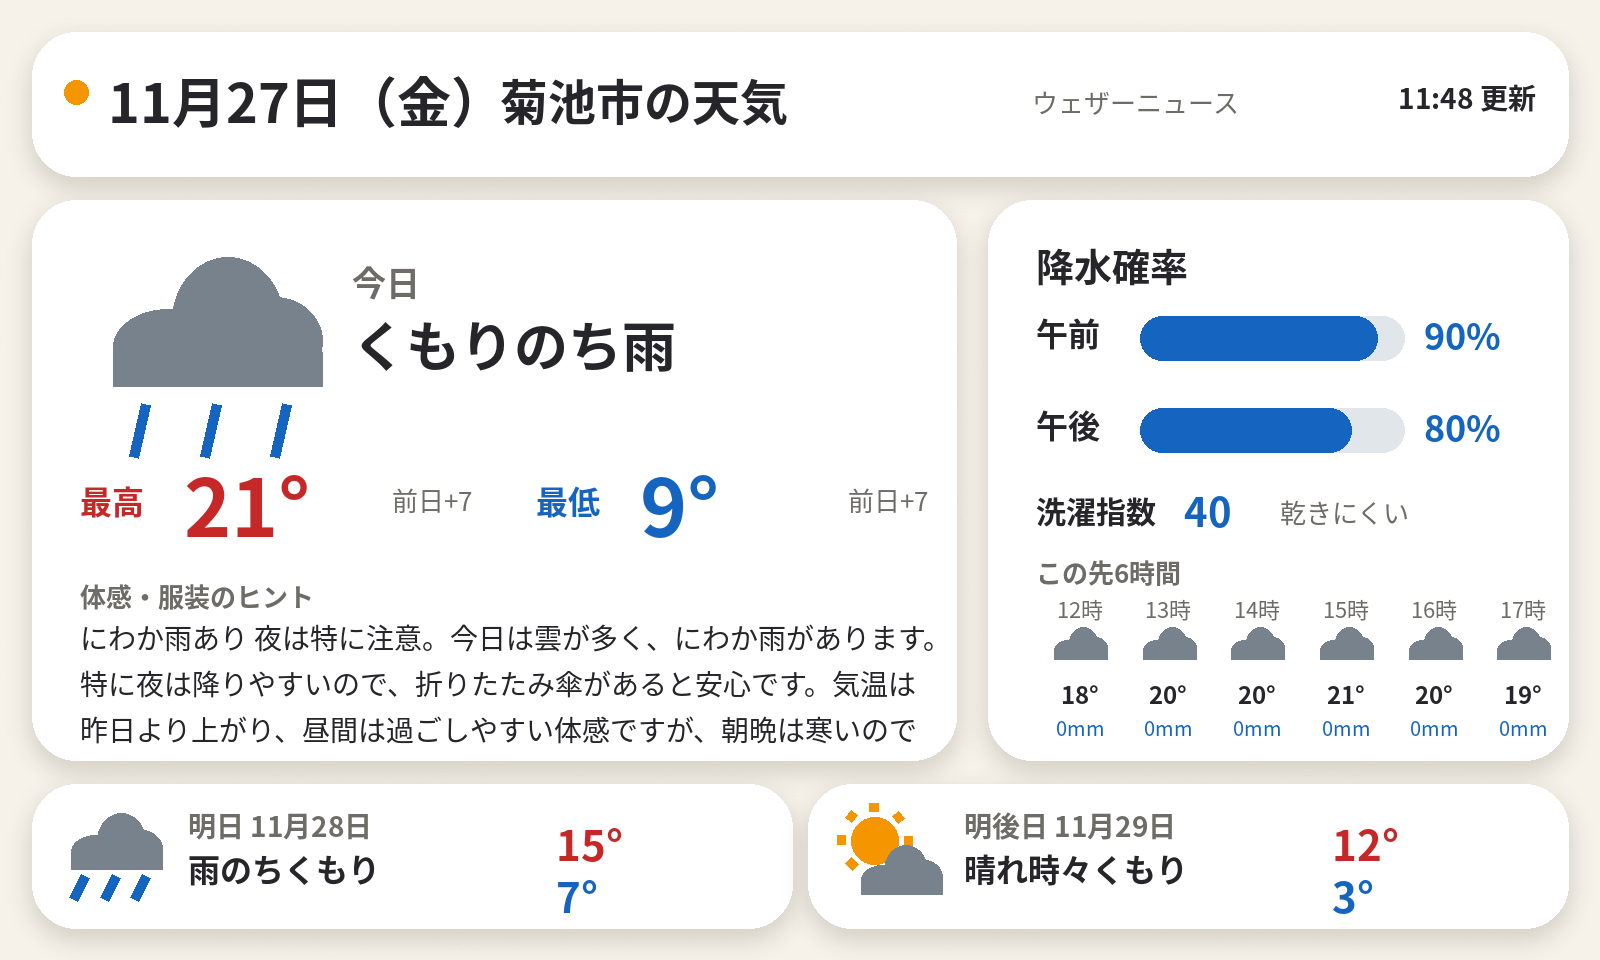 11月27日（金）菊池市の天気
ウェザーニュース
11:48 更新
今日
くもりのち雨
最高 21° 前日+7 最低 9° 前日+7
体感・服装のヒント
にわか雨あり 夜は特に注意。今日は雲が多く、にわか雨があります。
特に夜は降りやすいので、折りたたみ傘があると安心です。気温は
昨日より上がり、昼間は過ごしやすい体感ですが、朝晩は寒いので
降水確率
午前 90%
午後 80%
洗濯指数 40 乾きにくい
この先6時間
12時 13時 14時 15時 16時 17時
18° 20° 20° 21° 20° 19°
0mm 0mm 0mm 0mm 0mm 0mm
明日 11月28日
雨のちくもり
15°
7°
明後日 11月29日
晴れ時々くもり
12°
3°